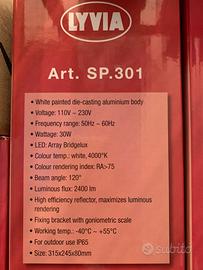 LYVIA
Art. SP.301
• White painted die-casting aluminium body
• Voltage: 110V ~ 230V
• Frequency range: 50Hz ~ 60Hz
• Wattage: 30W
• LED: Array Bridgelux
• Colour temp.: white, 4000°K
• Colour rendering index: RA>75
• Beam angle: 120°
• Luminous flux: 2400 lm
• High efficiency reflector, maximizes luminous
rendering
• Fixing bracket with goniometric scale
• Working temp.: -40°C ~ +55°C
• For outdoor use IP65
• Size: 315x245x80mm
subito